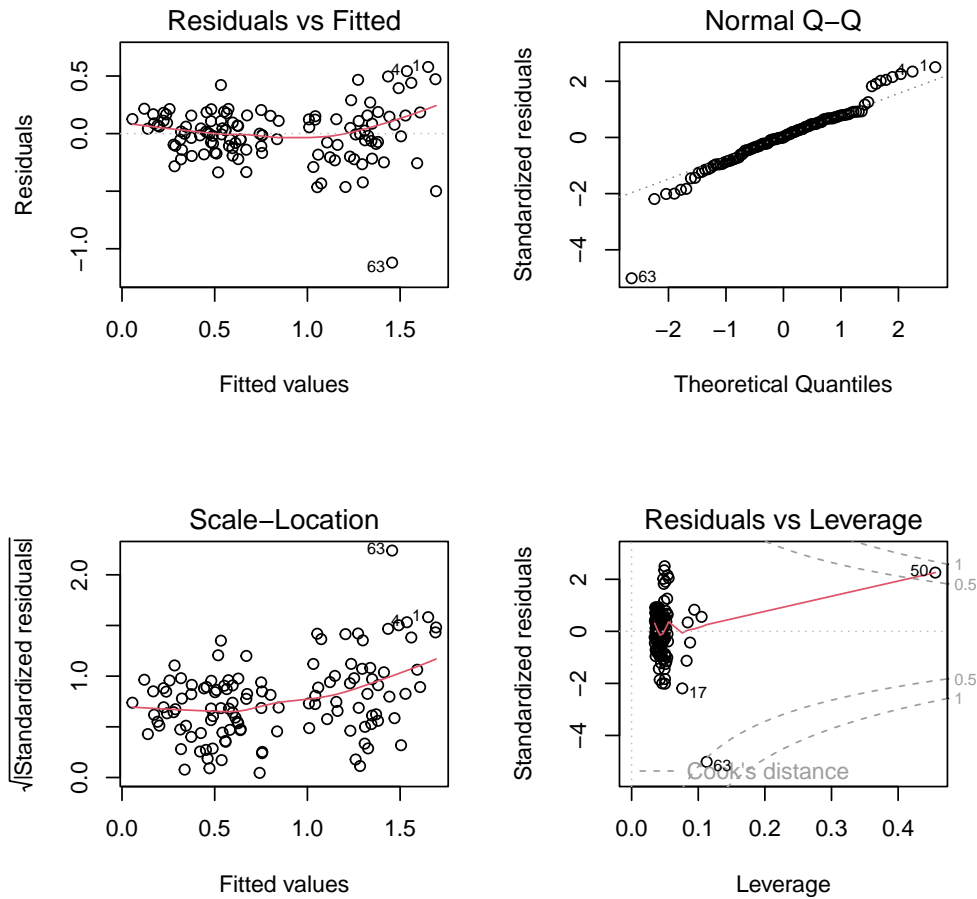 Residuals vs Fitted
Residuals
0.5
0.0
−1.0
4
1
63
0.0 0.5 1.0 1.5
Fitted values
Normal Q−Q
Standardized residuals
2
0
−2
−4
4
1
63
−2 −1 0 1 2
Theoretical Quantiles
Scale−Location
√|Standardized residuals|
2.0
1.0
0.0
63
4
1
0.0 0.5 1.0 1.5
Fitted values
Residuals vs Leverage
Standardized residuals
2
0
−2
−4
50
17
63
1
0.5
0.5
1
Cook's distance
0.0 0.1 0.2 0.3 0.4
Leverage